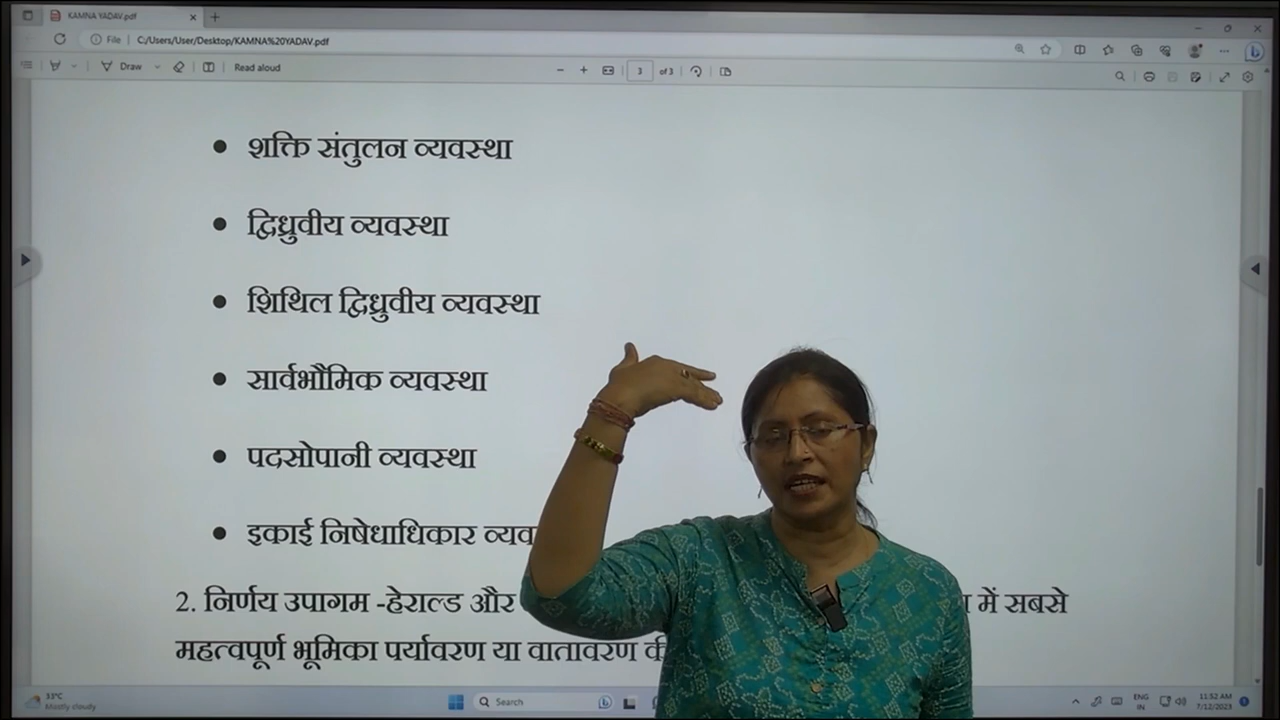 KAMNA YADAV.pdf
File C:/Users/User/Desktop/KAMNA%20YADAV.pdf
Draw Read aloud 3 of 3
शक्ति संतुलन व्यवस्था
द्विध्रुवीय व्यवस्था
शिथिल द्विध्रुवीय व्यवस्था
सार्वभौमिक व्यवस्था
पदसोपानी व्यवस्था
इकाई निषेधाधिकार
2. निर्णय उपागम -हेराल्ड और में सबसे
महत्वपूर्ण भूमिका पर्यावरण या वातावरण
33°C
Mostly cloudy
Search
ENG
IN
11:52 AM
7/12/2023